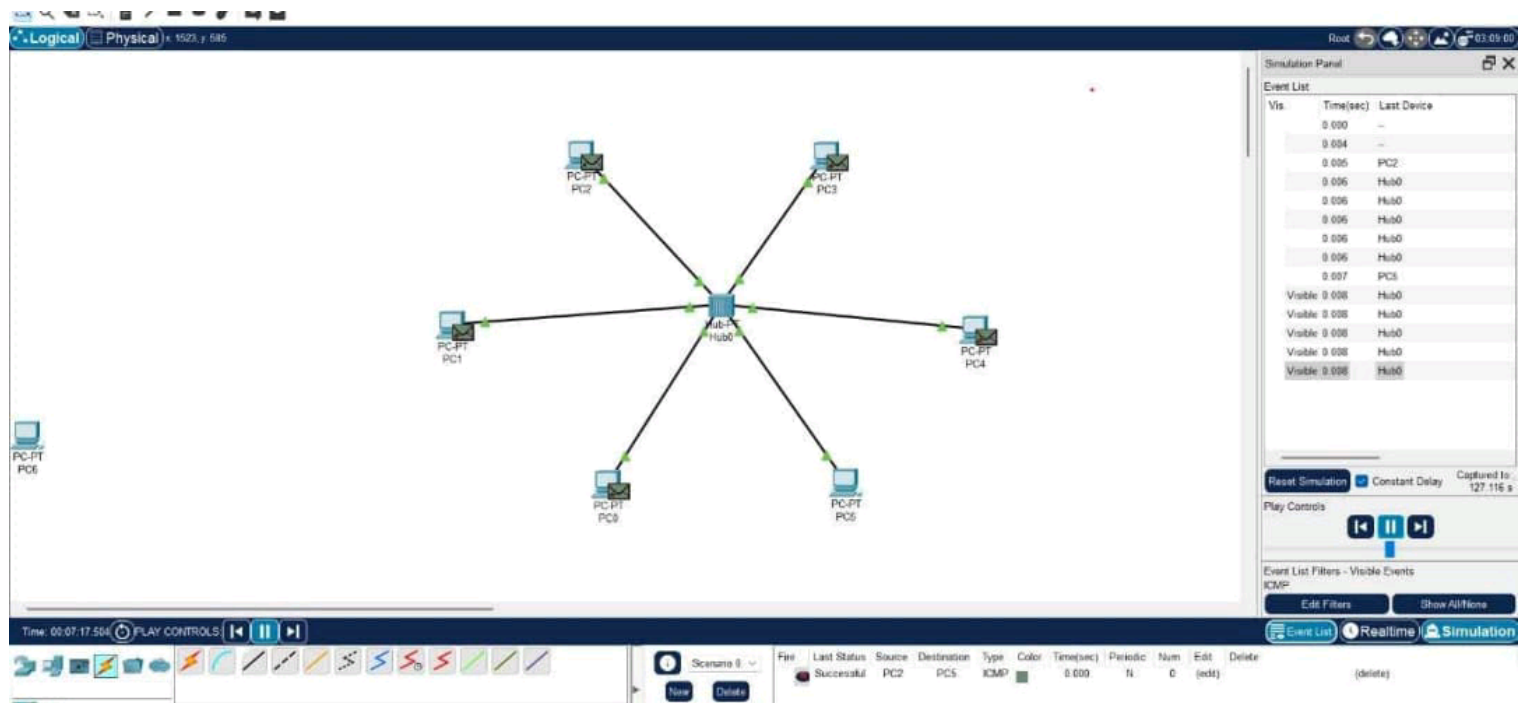 Logical Physical x: 1523, y: 585 Root 03:09:00
Simulation Panel
Event List
Vis. Time(sec) Last Device
0.000 --
0.004 --
0.005 PC2
0.006 Hub0
0.006 Hub0
0.006 Hub0
0.006 Hub0
0.006 Hub0
0.007 PC5
Visible 0.008 Hub0
Visible 0.008 Hub0
Visible 0.008 Hub0
Visible 0.008 Hub0
Visible 0.008 Hub0
PC-PT
PC2
PC-PT
PC3
Hub-PT
Hub0
PC-PT
PC1
PC-PT
PC4
PC-PT
PC6
PC-PT
PC0
PC-PT
PC5
Reset Simulation Constant Delay Captured to:
127.116 s
Play Controls
Event List Filters - Visible Events
ICMP
Edit Filters Show All/None
Time: 00:07:17.504 PLAY CONTROLS: Event List Realtime Simulation
Scenario 0 Fire Last Status Source Destination Type Color Time(sec) Periodic Num Edit Delete
Successful PC2 PC5 ICMP 0.000 N 0 (edit) (delete)
New Delete